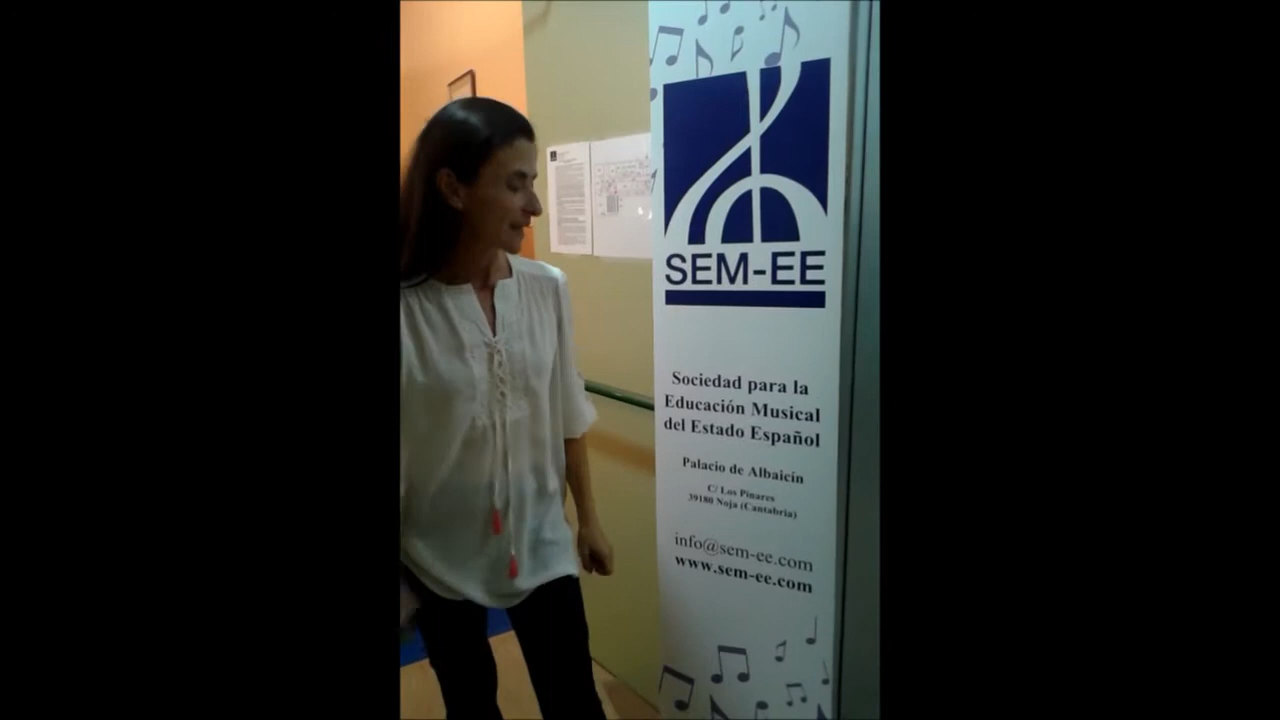 SEM-EE
Sociedad para la
Educación Musical
del Estado Español
Palacio de Albaicín
C/ Los Pinares
39180 Noja (Cantabria)
info@sem-ee.com
www.sem-ee.com